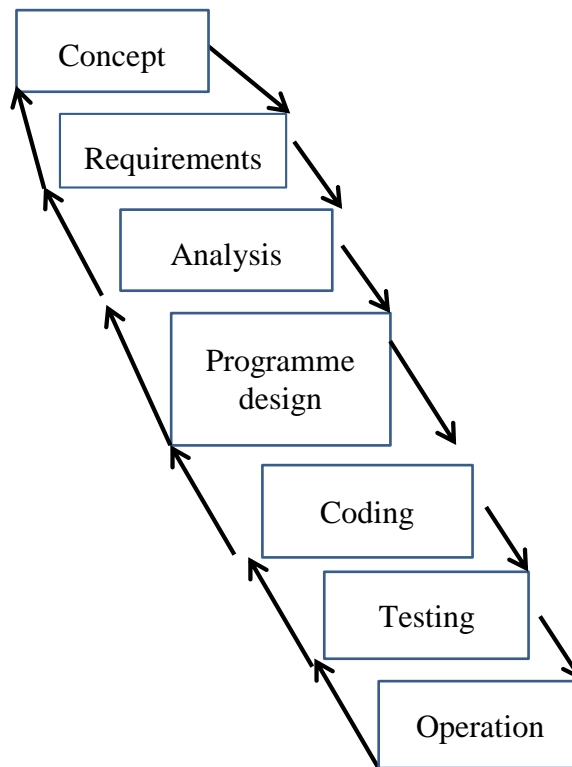 Concept
Requirements
Analysis
Programme
design
Coding
Testing
Operation